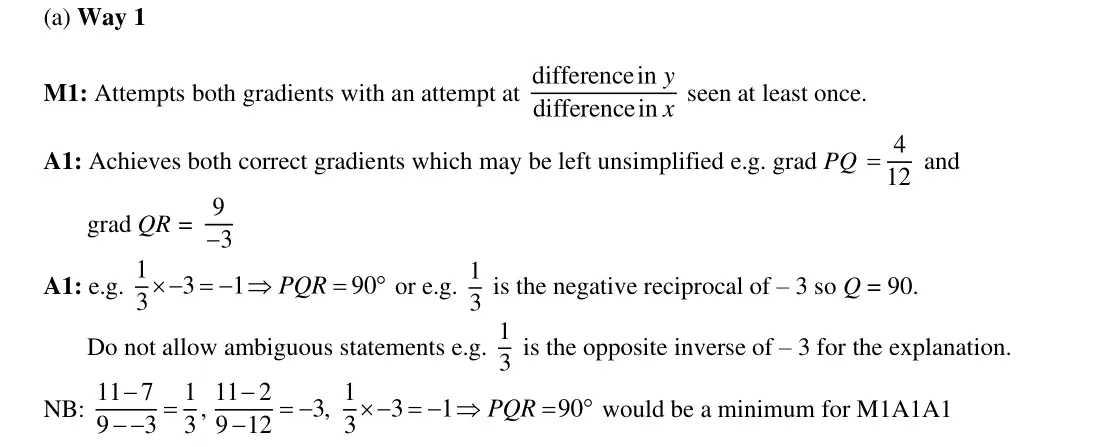 (a) Way 1
M1: Attempts both gradients with an attempt at difference in y / difference in x seen at least once.
A1: Achieves both correct gradients which may be left unsimplified e.g. grad PQ = 4/12 and
grad QR = 9/−3
A1: e.g. 1/3 × −3 = −1 ⇒ PQR = 90° or e.g. 1/3 is the negative reciprocal of – 3 so Q = 90.
Do not allow ambiguous statements e.g. 1/3 is the opposite inverse of – 3 for the explanation.
NB: 11−7/9−−3 = 1/3, 11−2/9−12 = −3, 1/3 × −3 = −1 ⇒ PQR = 90° would be a minimum for M1A1A1